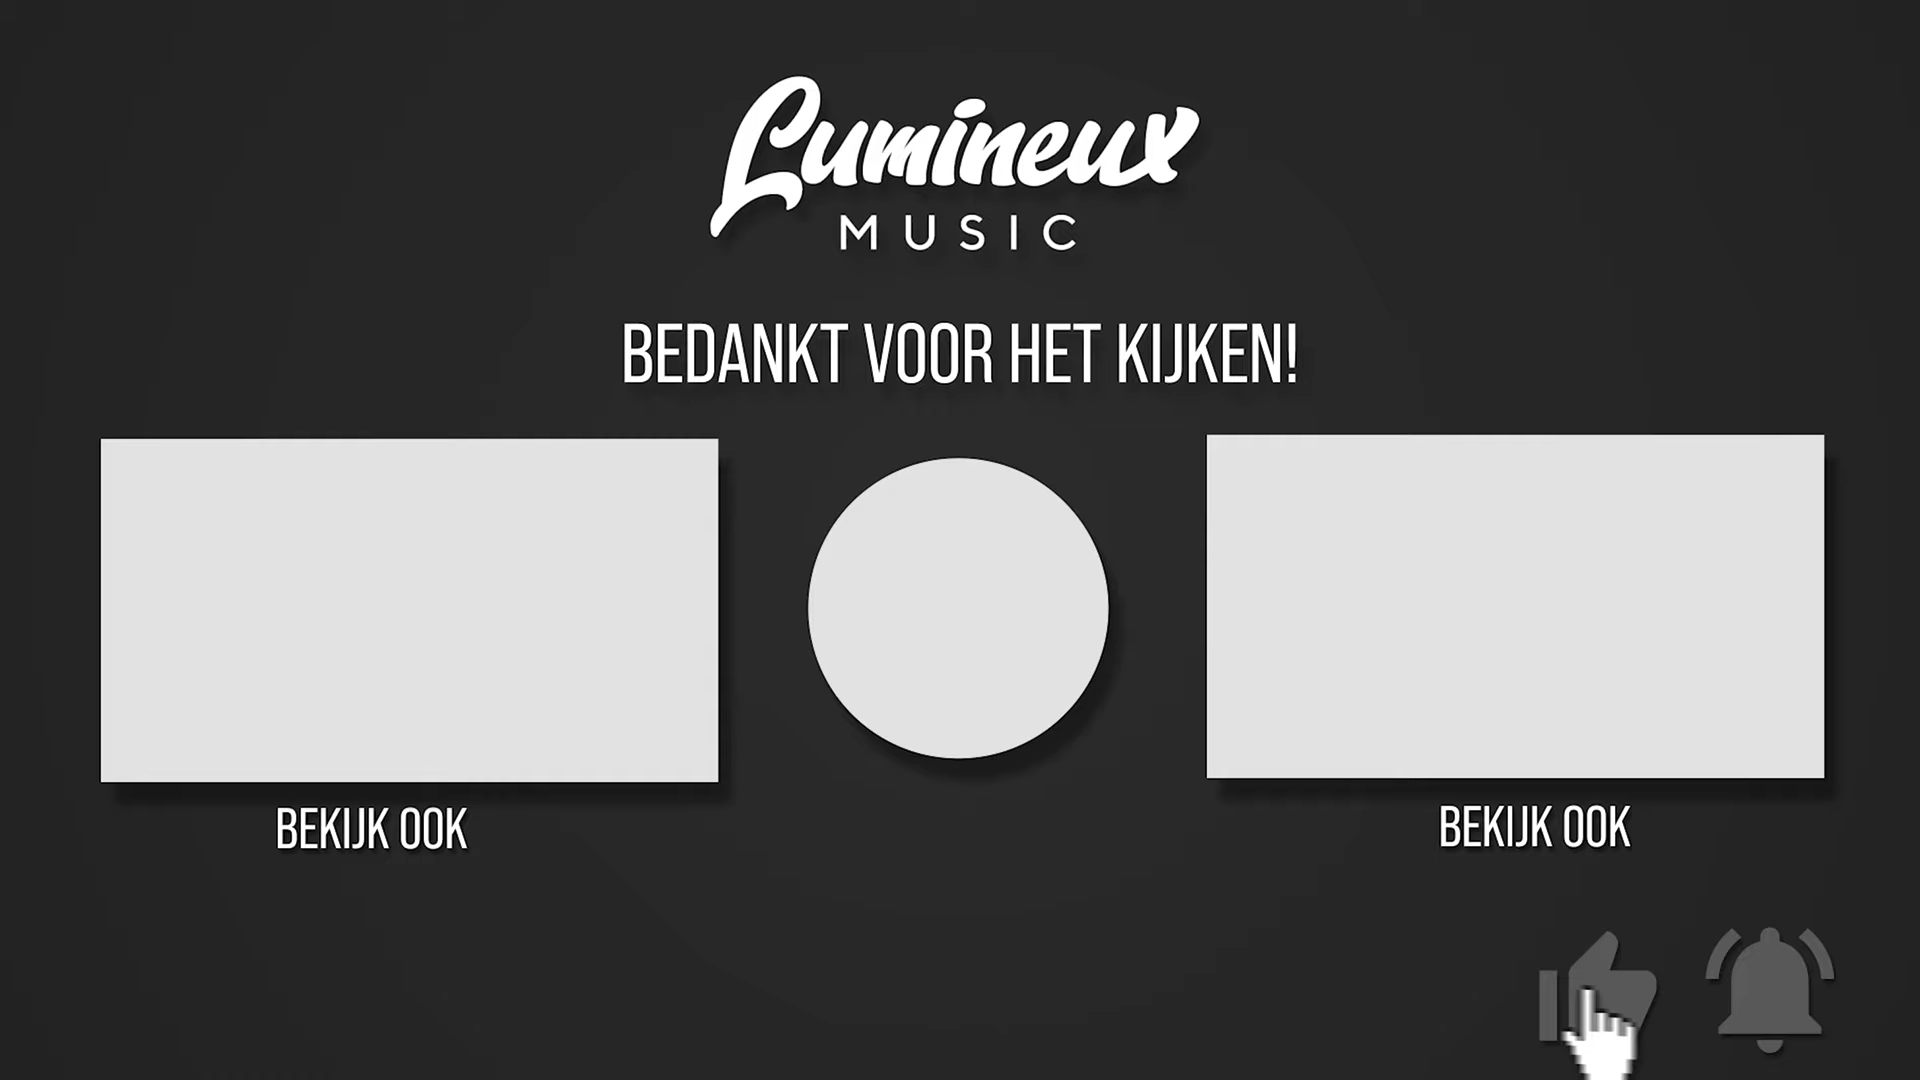 Lumineux
MUSIC
BEDANKT VOOR HET KIJKEN!
BEKIJK OOK
BEKIJK OOK